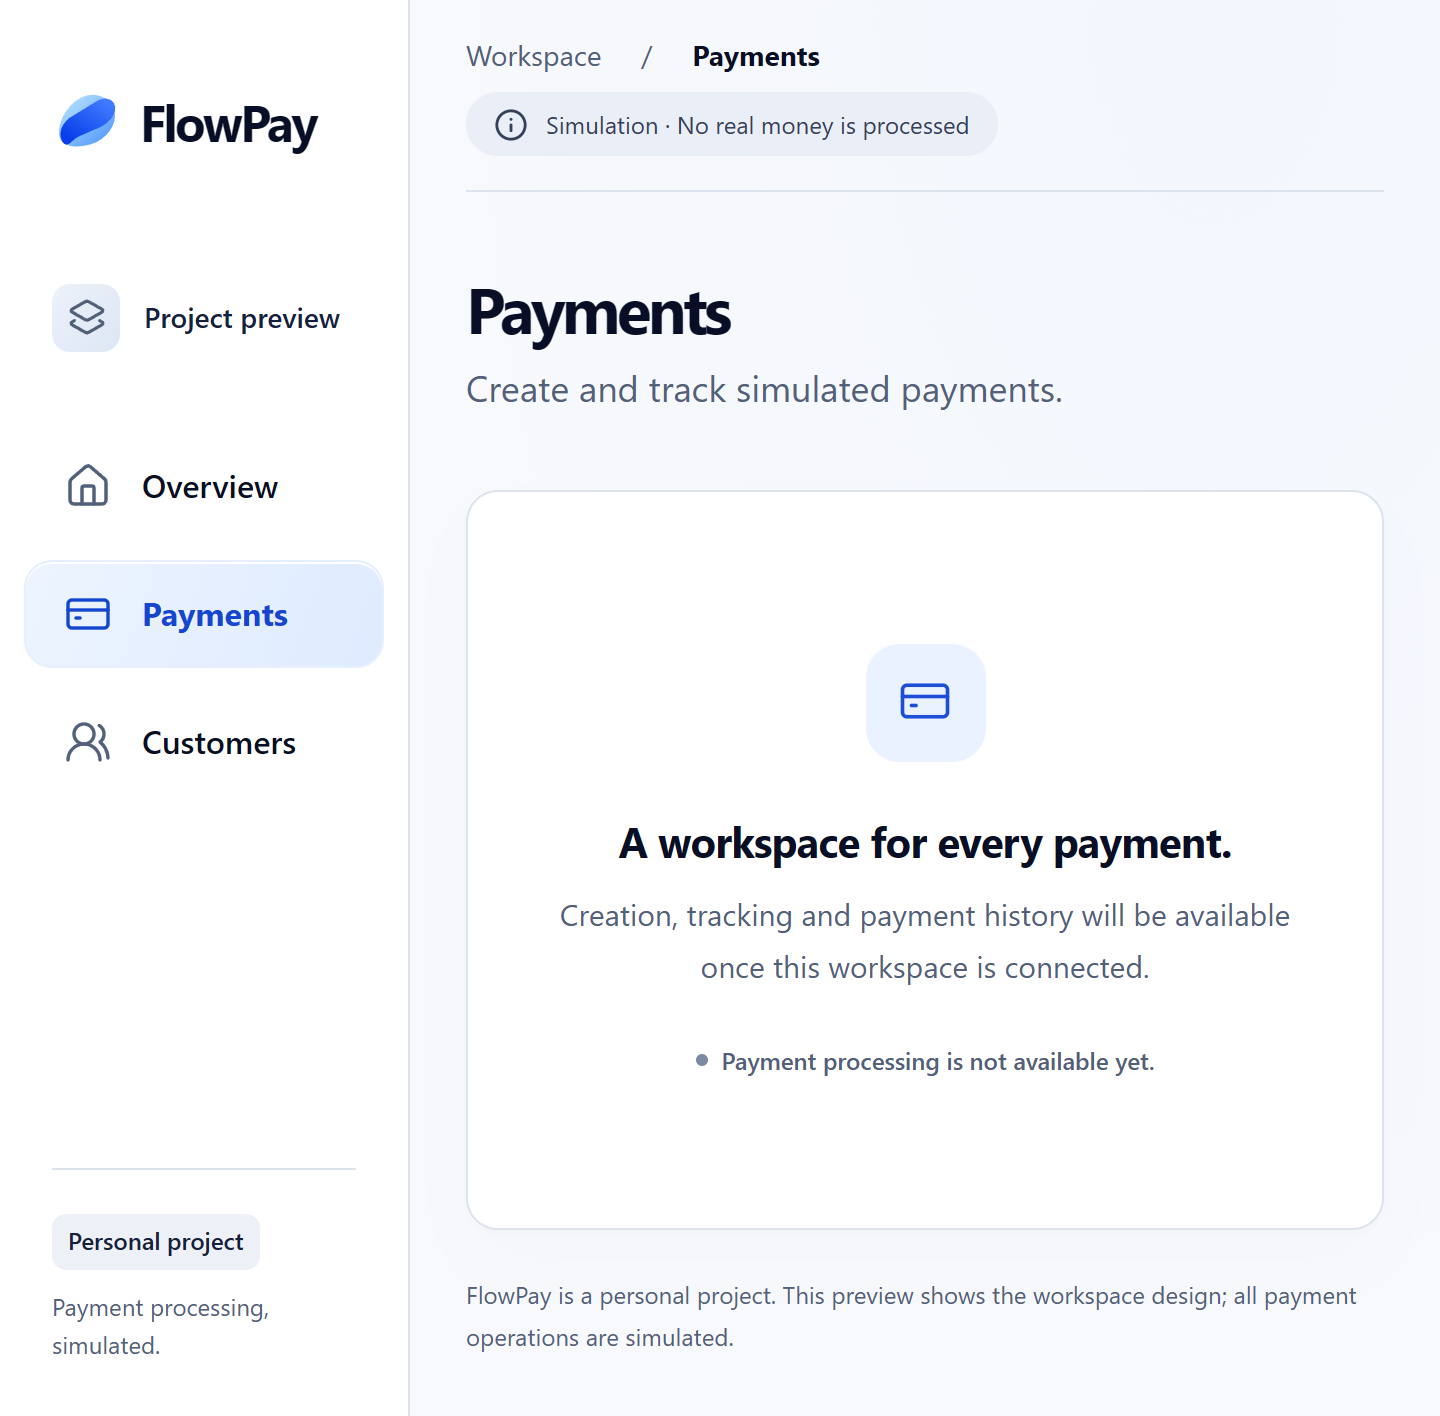 FlowPay
Project preview
Overview
Payments
Customers
Personal project
Payment processing,
simulated.
Workspace / Payments
Simulation · No real money is processed
Payments
Create and track simulated payments.
A workspace for every payment.
Creation, tracking and payment history will be available
once this workspace is connected.
Payment processing is not available yet.
FlowPay is a personal project. This preview shows the workspace design; all payment
operations are simulated.